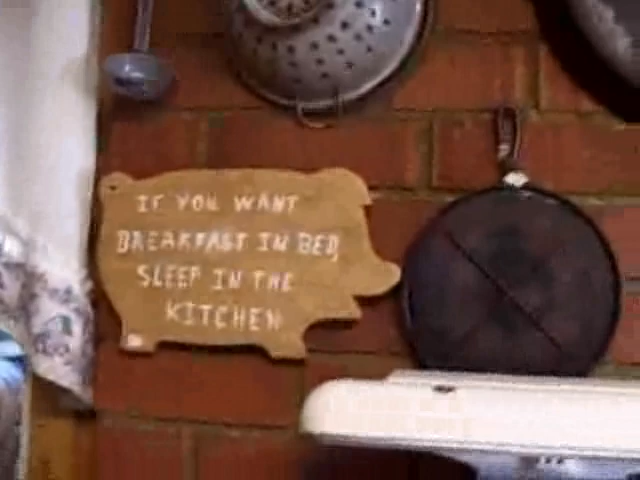 IF YOU WANT
BREAKFAST IN BED,
SLEEP IN THE
KITCHEN